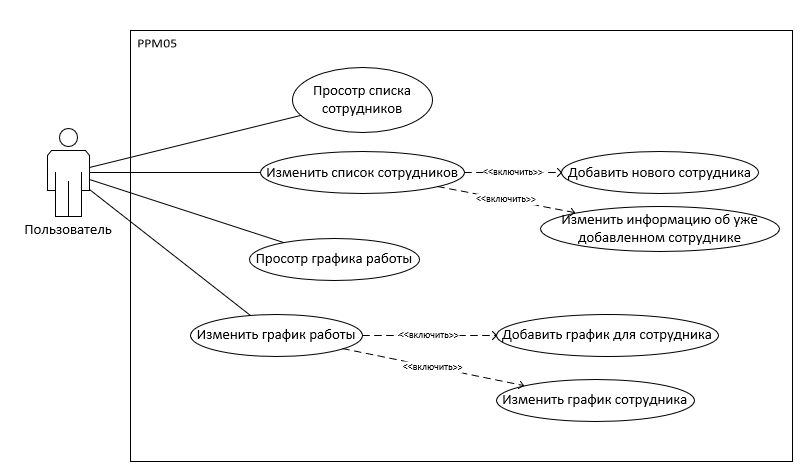 PPM05
Просотр списка
сотрудников
Изменить список сотрудников
<<включить>>
Добавить нового сотрудника
<<включить>>
Изменить информацию об уже
добавленном сотруднике
Пользователь
Просотр графика работы
Изменить график работы
<<включить>>
Добавить график для сотрудника
<<включить>>
Изменить график сотрудника